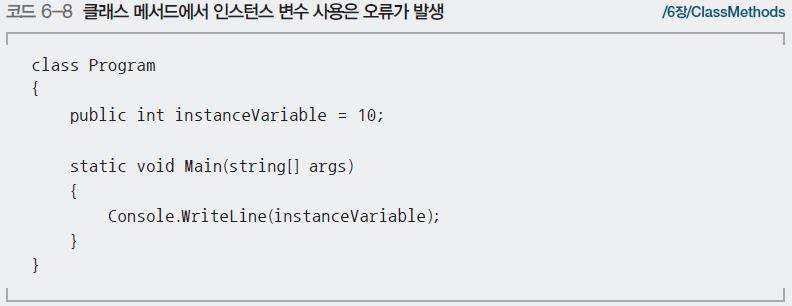 코드 6-8 클래스 메서드에서 인스턴스 변수 사용은 오류가 발생 /6장/ClassMethods
class Program
{
    public int instanceVariable = 10;

    static void Main(string[] args)
    {
        Console.WriteLine(instanceVariable);
    }
}